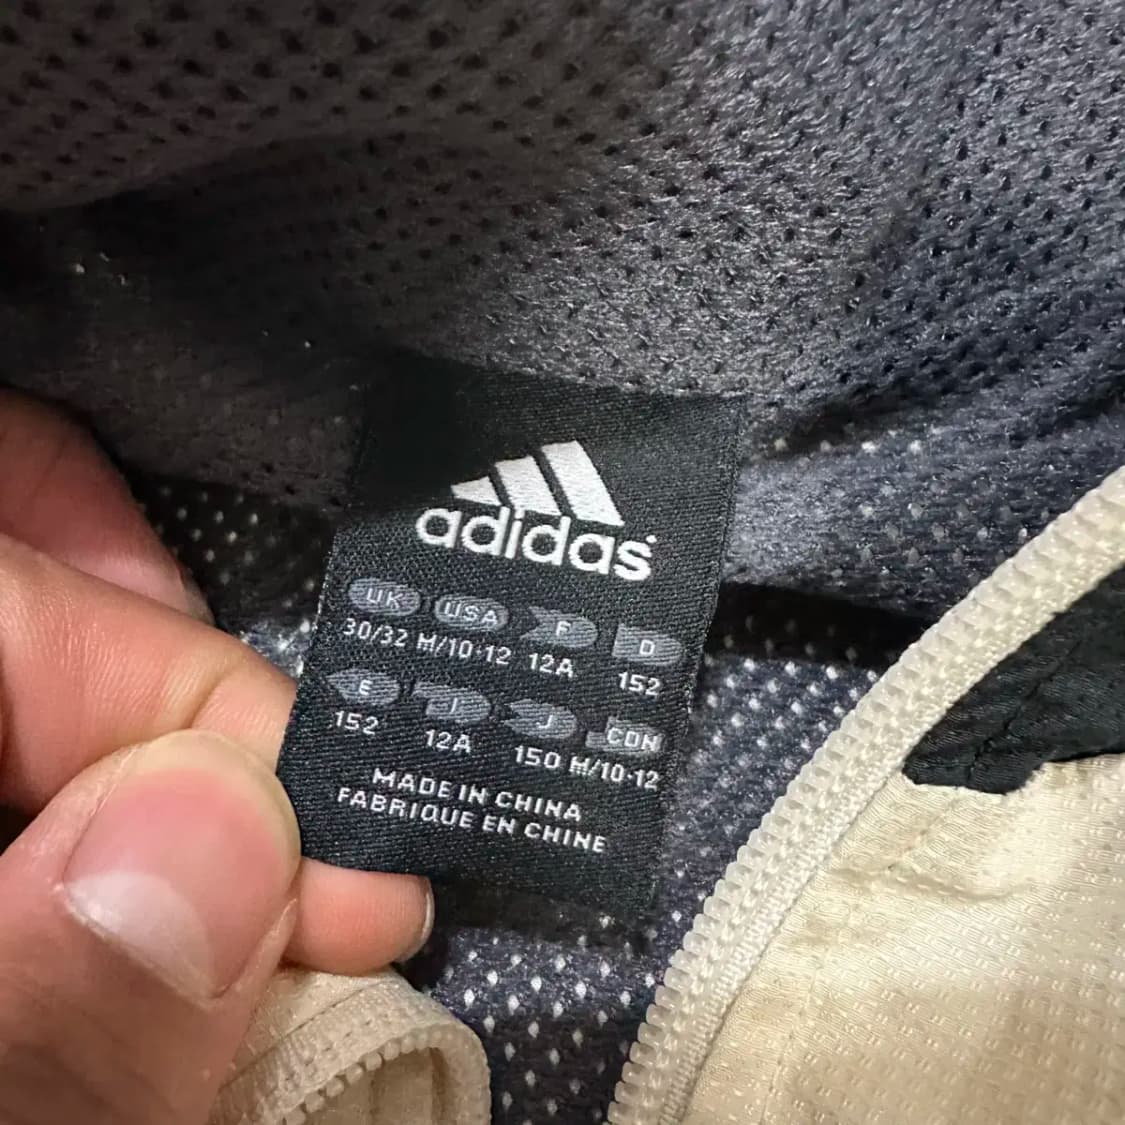 adidas
UK USA F D
30/32 M/10-12 12A 152
E I J CDN
152 12A 150 M/10-12
MADE IN CHINA
FABRIQUE EN CHINE